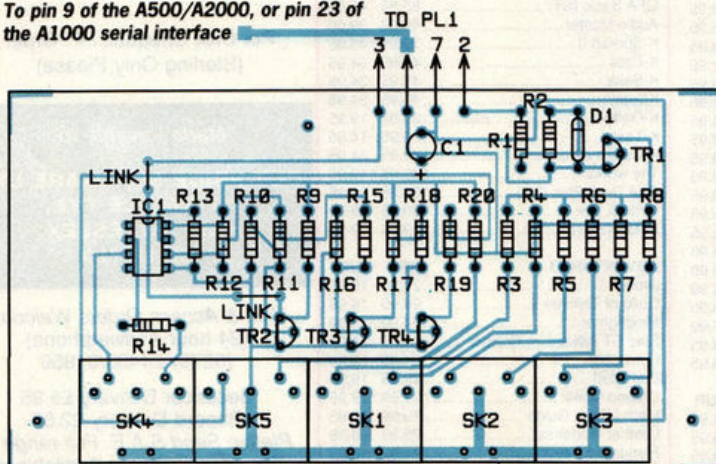 To pin 9 of the A500/A2000, or pin 23 of
the A1000 serial interface
TO PL1
3 7 2
R2
D1
R1
C1
TR1
+
LINK
IC1
R13 R10 R9 R15 R18 R20 R4 R6 R8
R12 R11 R16 R17 R19 R3 R5 R7
LINK
R14
TR2 TR3 TR4
SK4 SK5 SK1 SK2 SK3